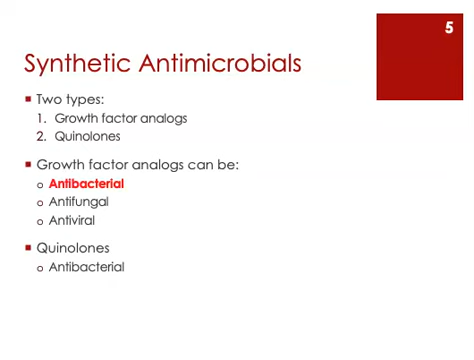 5
Synthetic Antimicrobials
▪ Two types:
1. Growth factor analogs
2. Quinolones
▪ Growth factor analogs can be:
o Antibacterial
o Antifungal
o Antiviral
▪ Quinolones
o Antibacterial